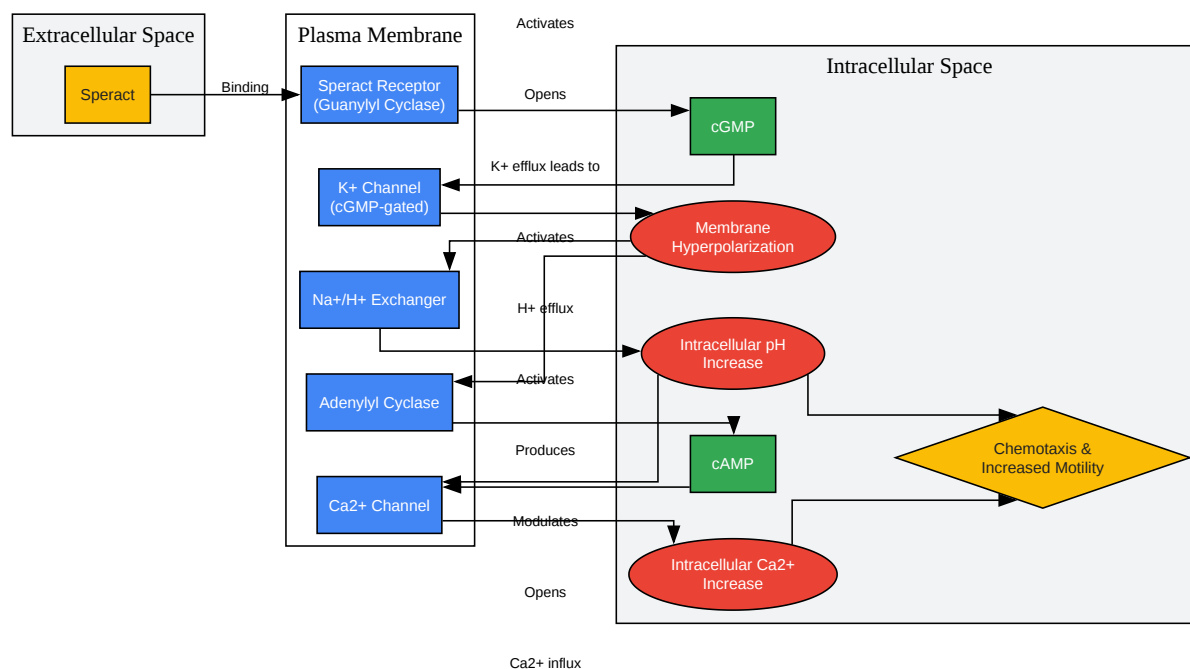 Activates
Extracellular Space
Plasma Membrane
Intracellular Space
Speract
Binding
Speract Receptor
(Guanylyl Cyclase)
Opens
cGMP
K+ efflux leads to
K+ Channel
(cGMP-gated)
Membrane
Hyperpolarization
Activates
Na+/H+ Exchanger
H+ efflux
Intracellular pH
Increase
Activates
Adenylyl Cyclase
Produces
cAMP
Chemotaxis &
Increased Motility
Ca2+ Channel
Modulates
Intracellular Ca2+
Increase
Opens
Ca2+ influx